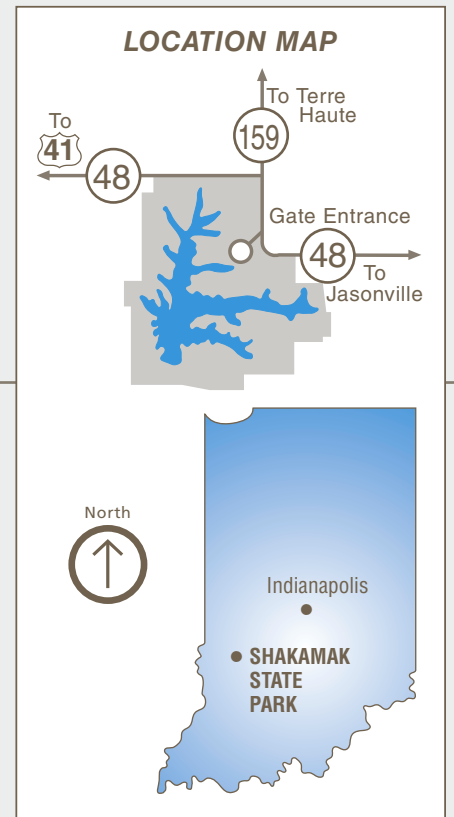 LOCATION MAP
To Terre
Haute
159
To
41
48
Gate Entrance
48
To
Jasonville
North
Indianapolis
SHAKAMAK
STATE
PARK